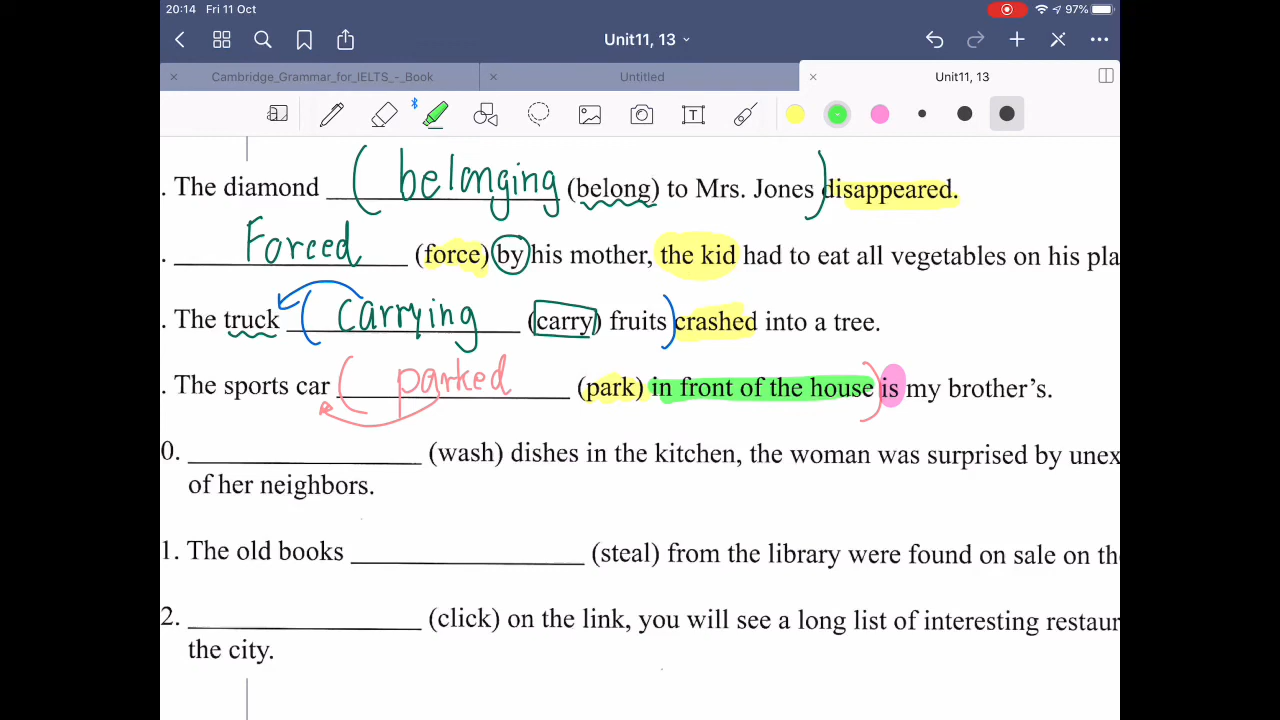 20:14 Fri 11 Oct 97%
Unit11, 13
Cambridge_Grammar_for_IELTS_-_Book Untitled Unit11, 13
. The diamond ( belonging (belong) to Mrs. Jones ) disappeared.
. Forced (force) by his mother, the kid had to eat all vegetables on his pla
. The truck ( carrying (carry) fruits ) crashed into a tree.
. The sports car ( parked (park) in front of the house ) is my brother's.
0. ____________ (wash) dishes in the kitchen, the woman was surprised by unex
of her neighbors.
1. The old books ____________ (steal) from the library were found on sale on th
2. ____________ (click) on the link, you will see a long list of interesting restaur
the city.